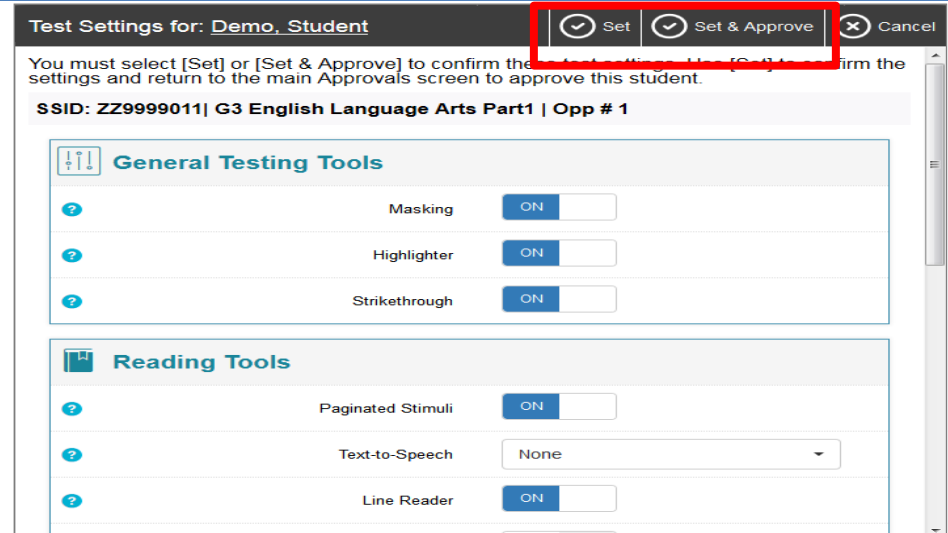 Test Settings for: Demo, Student Set Set & Approve Cancel
You must select [Set] or [Set & Approve] to confirm these test settings. Use [Set] to confirm the
settings and return to the main Approvals screen to approve this student.
SSID: ZZ9999011| G3 English Language Arts Part1 | Opp # 1
General Testing Tools
? Masking ON
? Highlighter ON
? Strikethrough ON
Reading Tools
? Paginated Stimuli ON
? Text-to-Speech None
? Line Reader ON